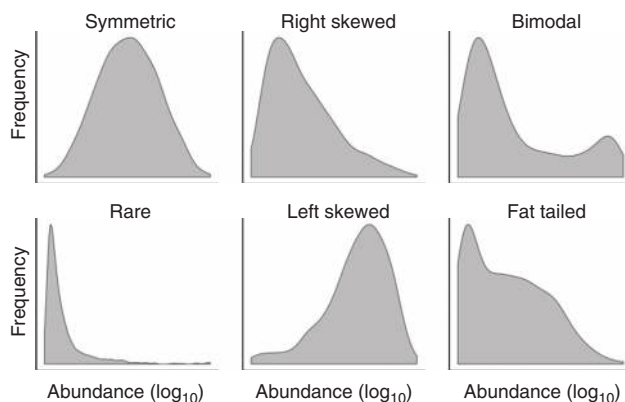 Symmetric
Right skewed
Bimodal
Frequency
Rare
Left skewed
Fat tailed
Frequency
Abundance (log₁₀)
Abundance (log₁₀)
Abundance (log₁₀)